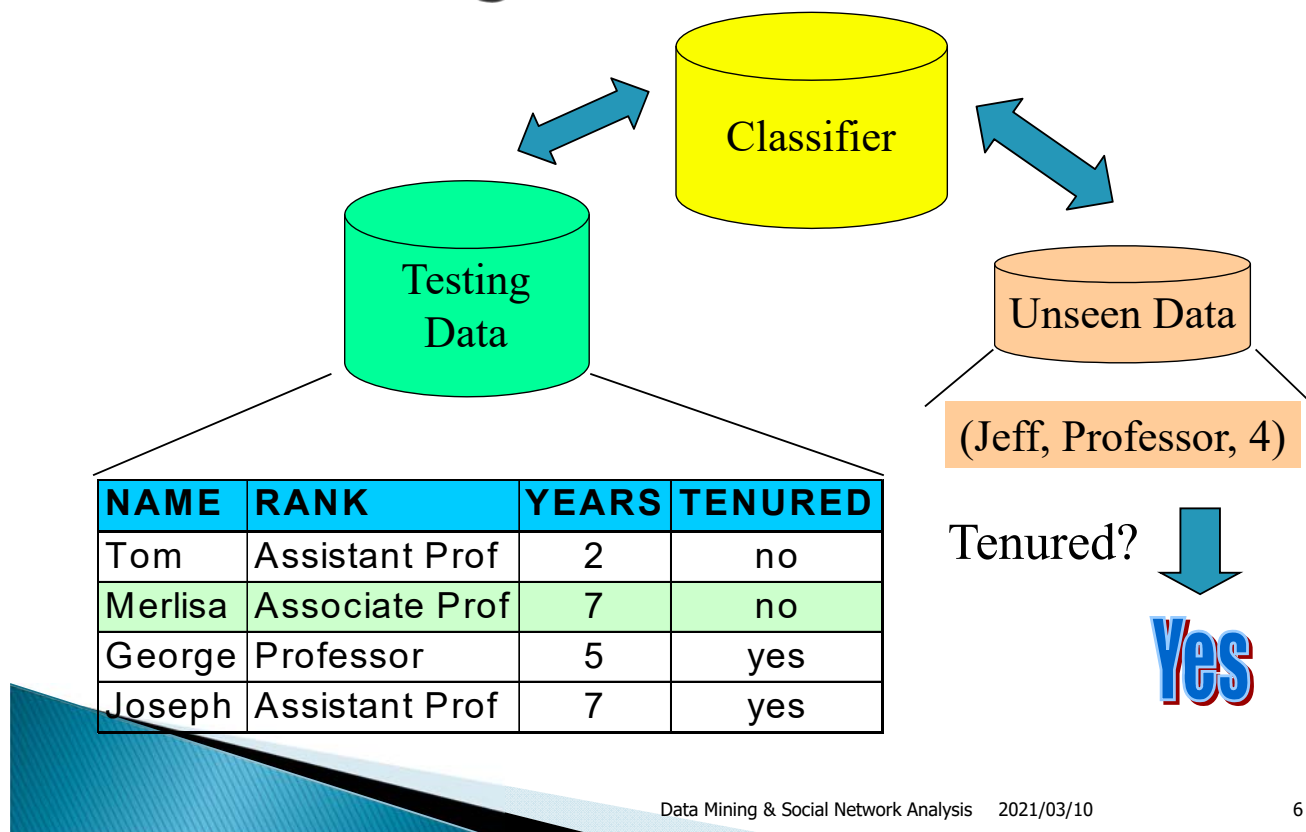 Classifier
Testing
Data
Unseen Data
(Jeff, Professor, 4)
NAME RANK YEARS TENURED
Tom Assistant Prof 2 no
Merlisa Associate Prof 7 no
George Professor 5 yes
Joseph Assistant Prof 7 yes
Tenured?
Yes
Data Mining & Social Network Analysis 2021/03/10 6